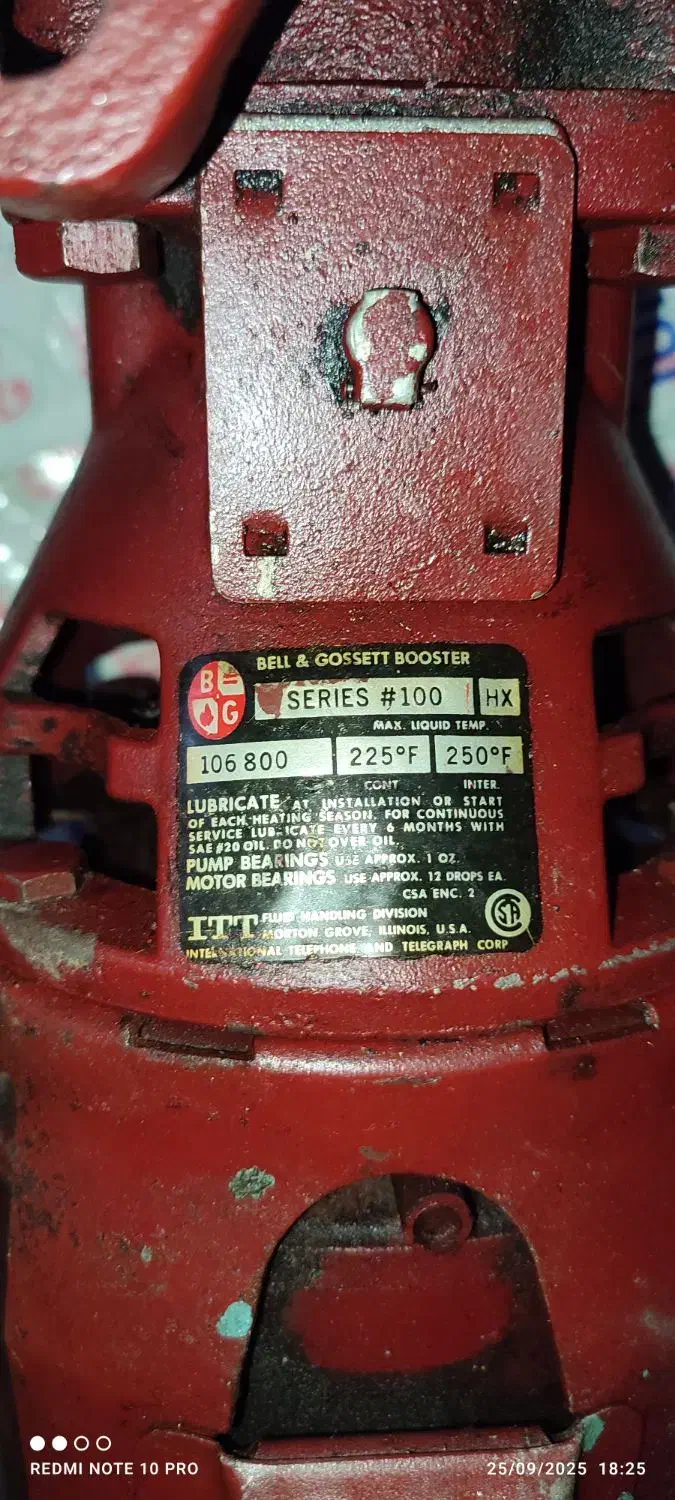 BELL & GOSSETT BOOSTER
B G
SERIES #100 HX
MAX. LIQUID TEMP.
106 800 225°F 250°F
CONT INTER.
LUBRICATE AT INSTALLATION OR START
OF EACH HEATING SEASON. FOR CONTINUOUS
SERVICE LUBRICATE EVERY 6 MONTHS WITH
SAE #20 OIL. DO NOT OVER OIL.
PUMP BEARINGS USE APPROX. 1 OZ.
MOTOR BEARINGS USE APPROX. 12 DROPS EA.
CSA ENC. 2
ITT FLUID HANDLING DIVISION
MORTON GROVE, ILLINOIS, U.S.A.
INTERNATIONAL TELEPHONE AND TELEGRAPH CORP
REDMI NOTE 10 PRO
25/09/2025 18:25